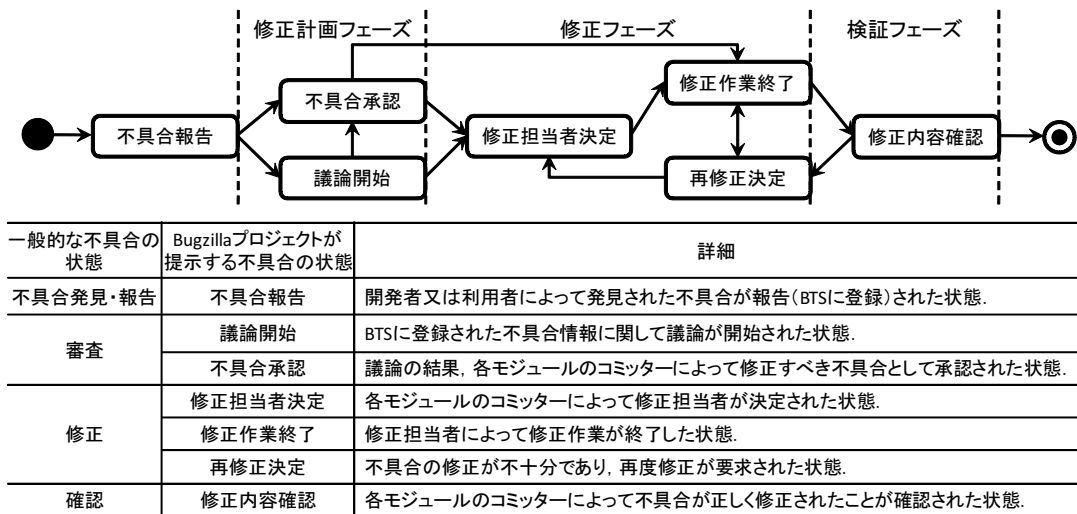 修正計画フェーズ
修正フェーズ
検証フェーズ
不具合承認
修正作業終了
不具合報告
修正担当者決定
修正内容確認
議論開始
再修正決定
一般的な不具合の
状態
Bugzillaプロジェクトが
提示する不具合の状態
詳細
不具合発見・報告
不具合報告
開発者又は利用者によって発見された不具合が報告(BTSに登録)された状態.
審査
議論開始
BTSに登録された不具合情報に関して議論が開始された状態.
不具合承認
議論の結果, 各モジュールのコミッターによって修正すべき不具合として承認された状態.
修正
修正担当者決定
各モジュールのコミッターによって修正担当者が決定された状態.
修正作業終了
修正担当者によって修正作業が終了した状態.
再修正決定
不具合の修正が不十分であり, 再度修正が要求された状態.
確認
修正内容確認
各モジュールのコミッターによって不具合が正しく修正されたことが確認された状態.